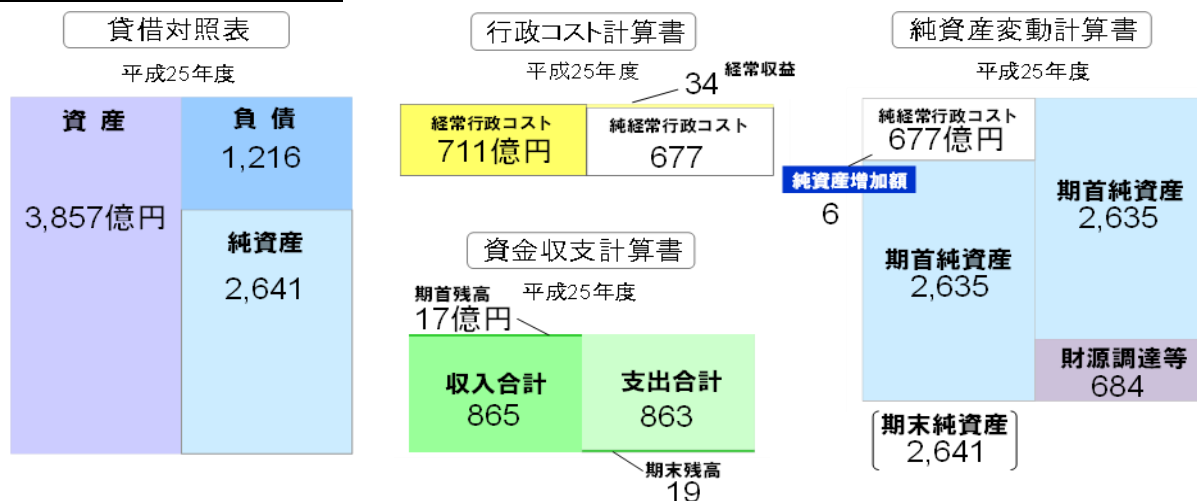 貸借対照表
平成25年度
資 産
3,857億円
負 債
1,216
純資産
2,641
行政コスト計算書
平成25年度
経常収益
34
経常行政コスト
711億円
純経常行政コスト
677
資金収支計算書
平成25年度
期首残高
17億円
収入合計
865
支出合計
863
期末残高
19
純資産変動計算書
平成25年度
純経常行政コスト
677億円
純資産増加額
6
期首純資産
2,635
期首純資産
2,635
財源調達等
684
期末純資産
2,641